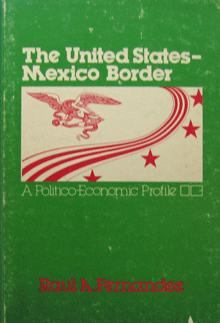 The United States–
Mexico Border
A Politico-Economic Profile
Raul A. Fernandez